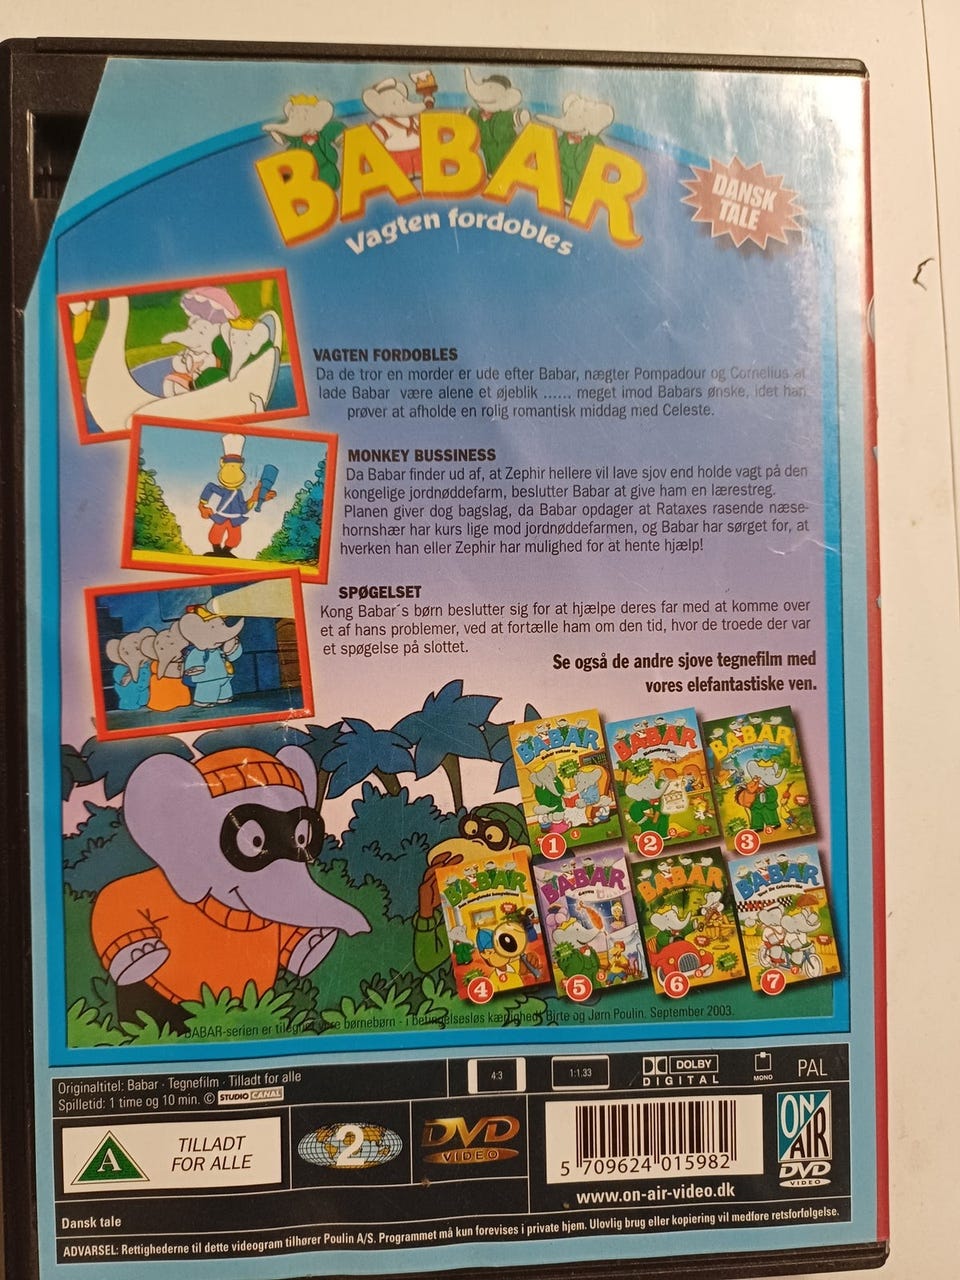 BABAR
Vagten fordobles
DANSK
TALE
VAGTEN FORDOBLES
Da de tror en morder er ude efter Babar, nægter Pompadour og Cornelius at
lade Babar være alene et øjeblik ...... meget imod Babars ønske, idet han
prøver at afholde en rolig romantisk middag med Celeste.
MONKEY BUSSINESS
Da Babar finder ud af, at Zephir hellere vil lave sjov end holde vagt på den
kongelige jordnøddefarm, beslutter Babar at give ham en lærestreg.
Planen giver dog bagslag, da Babar opdager at Rataxes rasende næse-
hornshær har kurs lige mod jordnøddefarmen, og Babar har sørget for, at
hverken han eller Zephir har mulighed for at hente hjælp!
SPØGELSET
Kong Babar´s børn beslutter sig for at hjælpe deres far med at komme over
et af hans problemer, ved at fortælle ham om den tid, hvor de troede der var
et spøgelse på slottet.
Se også de andre sjove tegnefilm med
vores elefantastiske ven.
BABAR
BABAR
BABAR
1
2
3
BABAR
BABAR
BABAR
BABAR
4
5
6
7
BABAR-serien er tilegnet børnebørn - i betingelsesløs kærlighed. Birte og Jørn Poulin. September 2003.
Originaltitel: Babar · Tegnefilm · Tilladt for alle
Spilletid: 1 time og 10 min. © STUDIO CANAL
4:3
1:1.33
DOLBY
DIGITAL
MONO
PAL
A
TILLADT
FOR ALLE
2
DVD
VIDEO
5 709624 015982
www.on-air-video.dk
ON
AIR
DVD
VIDEO
Dansk tale
ADVARSEL: Rettighederne til dette videogram tilhører Poulin A/S. Programmet må kun forevises i private hjem. Ulovlig brug eller kopiering vil medføre retsforfølgelse.